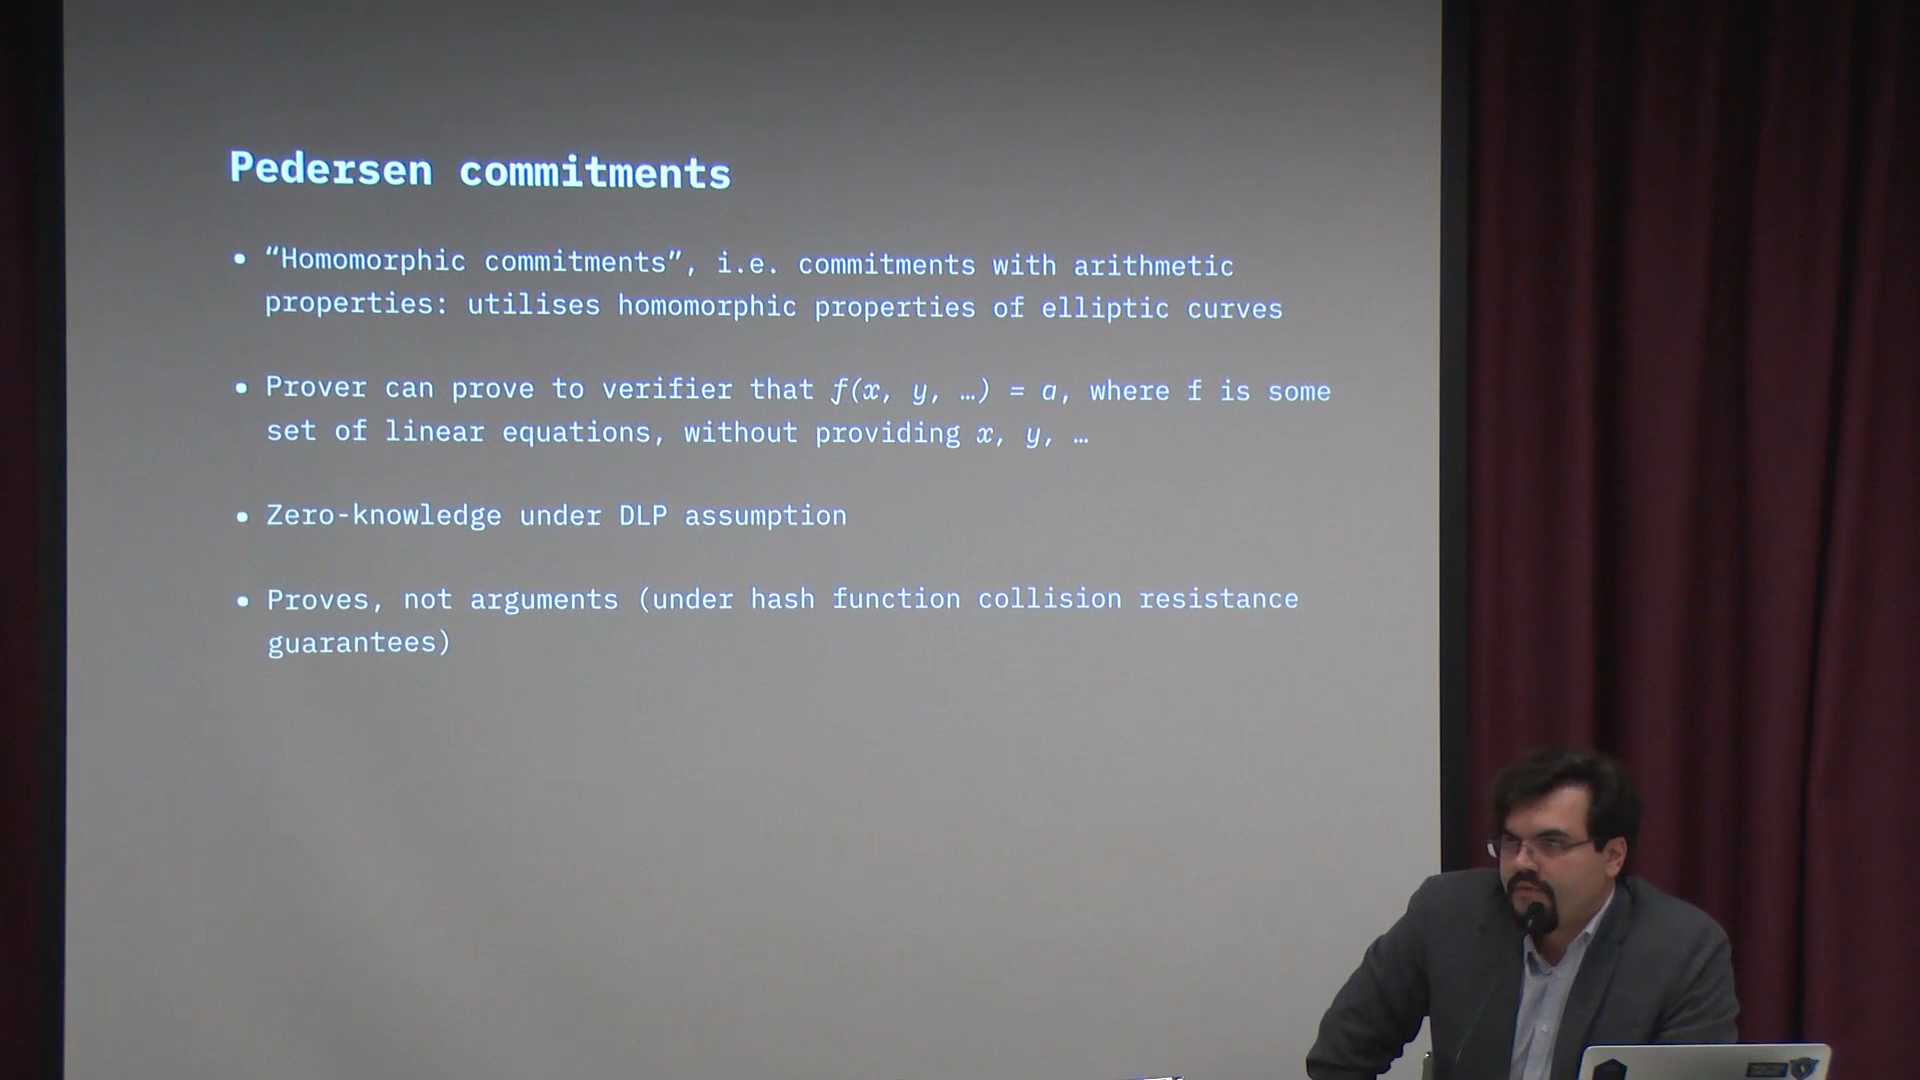 Pedersen commitments
• “Homomorphic commitments”, i.e. commitments with arithmetic
properties: utilises homomorphic properties of elliptic curves
• Prover can prove to verifier that f(x, y, …) = a, where f is some
set of linear equations, without providing x, y, …
• Zero-knowledge under DLP assumption
• Proves, not arguments (under hash function collision resistance
guarantees)